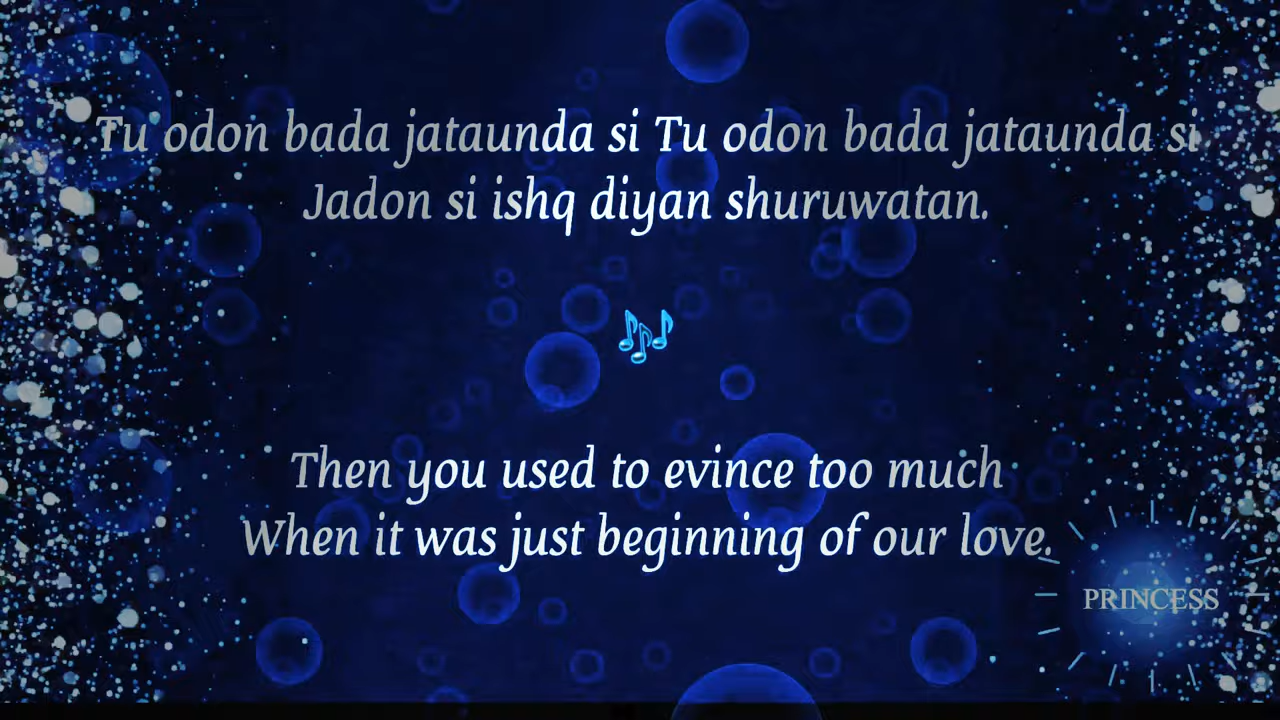 Tu odon bada jataunda si Tu odon bada jataunda si
Jadon si ishq diyan shuruwatan.
Then you used to evince too much
When it was just beginning of our love.
PRINCESS